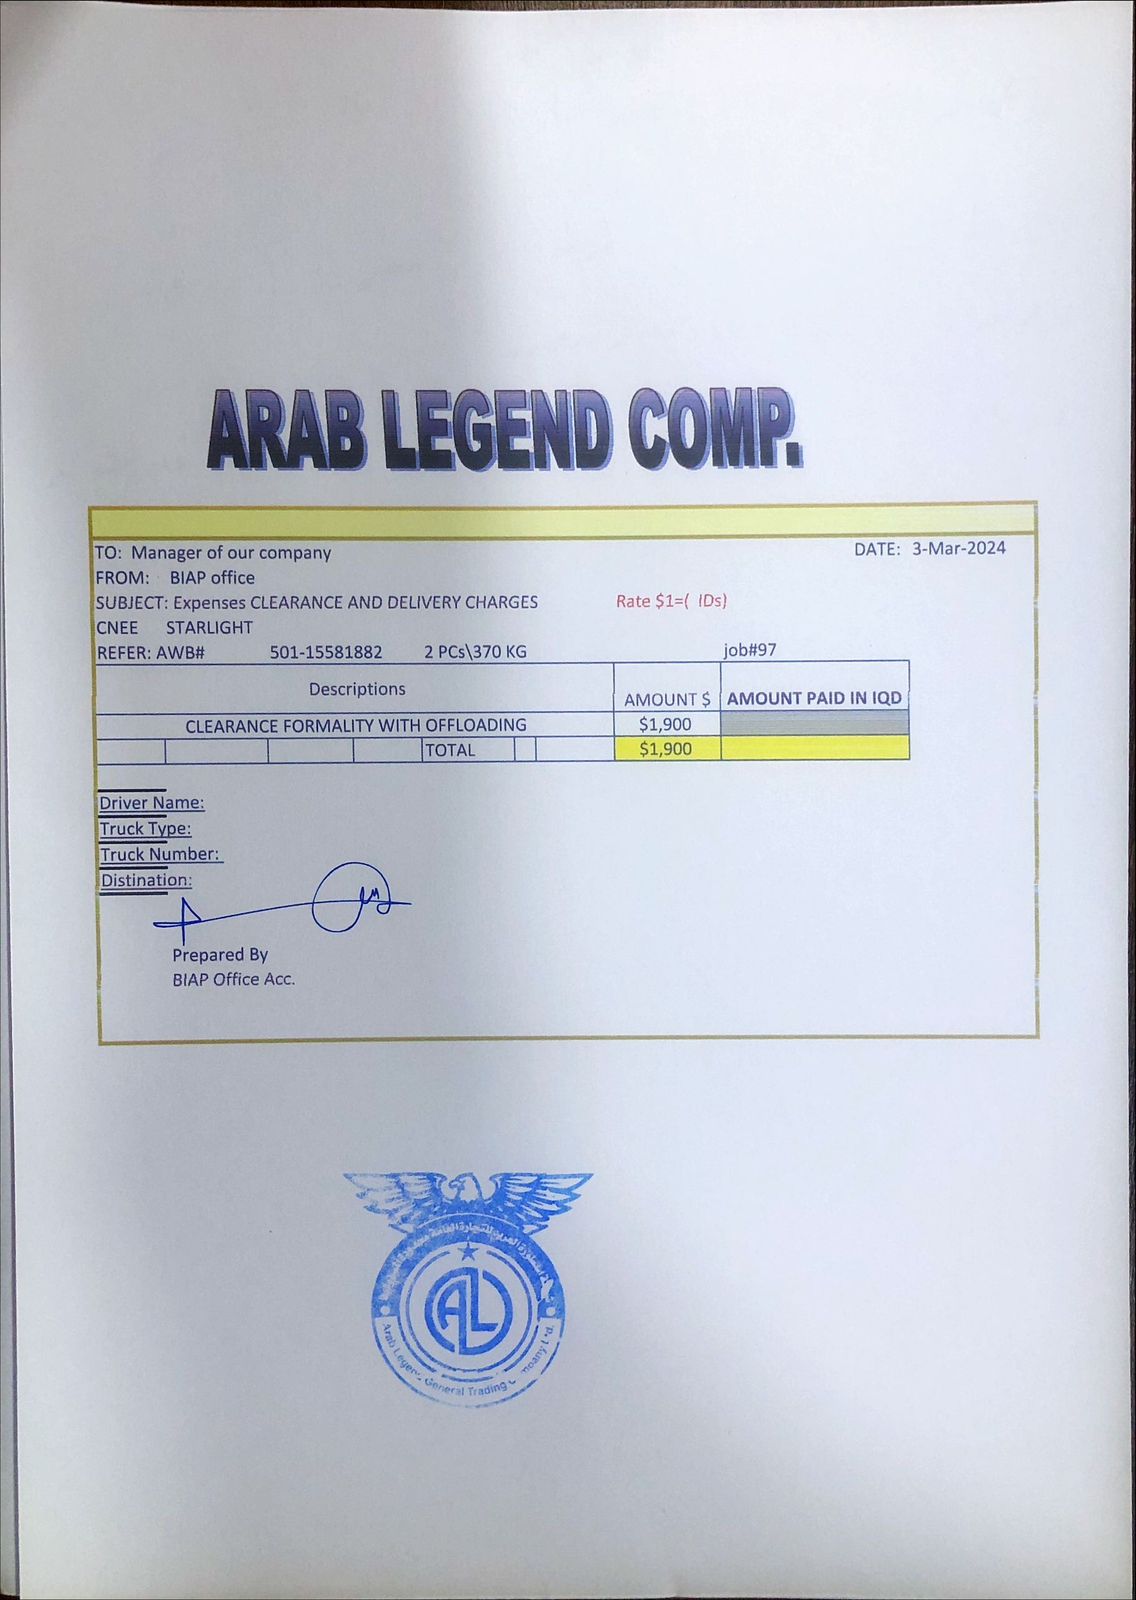 ARAB LEGEND COMP.
TO: Manager of our company DATE: 3-Mar-2024
FROM: BIAP office
SUBJECT: Expenses CLEARANCE AND DELIVERY CHARGES Rate $1=( IDs)
CNEE STARLIGHT
REFER: AWB# 501-15581882 2 PCs\370 KG job#97
Descriptions AMOUNT $ AMOUNT PAID IN IQD
CLEARANCE FORMALITY WITH OFFLOADING $1,900
TOTAL $1,900
Driver Name:
Truck Type:
Truck Number:
Distination:
Prepared By
BIAP Office Acc.
AL
Arab Legend General Trading Company Ltd.